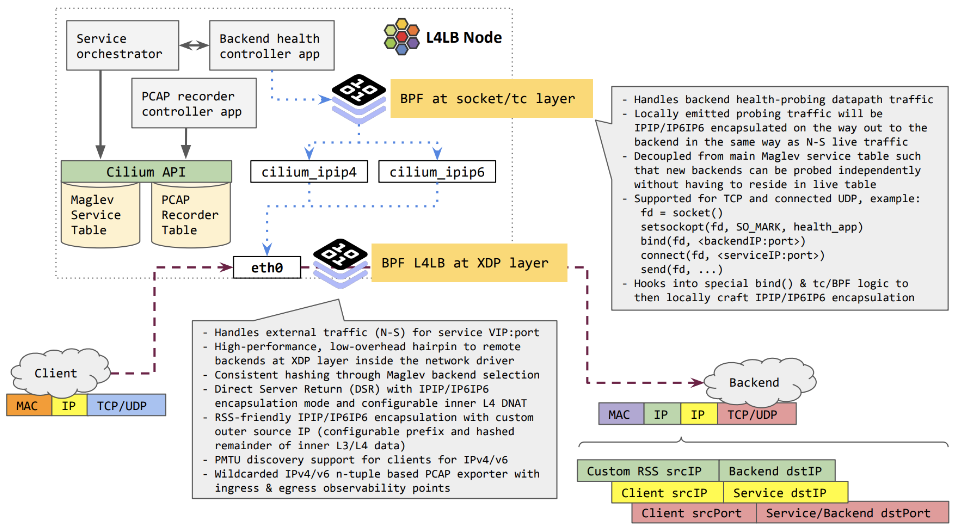 Service
orchestrator
Backend health
controller app
L4LB Node
PCAP recorder
controller app
BPF at socket/tc layer
Cilium API
Maglev
Service
Table
PCAP
Recorder
Table
cilium_ipip4
cilium_ipip6
eth0
BPF L4LB at XDP layer
- Handles backend health-probing datapath traffic
- Locally emitted probing traffic will be
IPIP/IP6IP6 encapsulated on the way out to the
backend in the same way as N-S live traffic
- Decoupled from main Maglev service table such
that new backends can be probed independently
without having to reside in live table
- Supported for TCP and connected UDP, example:
fd = socket()
setsockopt(fd, SO_MARK, health_app)
bind(fd, <backendIP:port>)
connect(fd, <serviceIP:port>)
send(fd, ...)
- Hooks into special bind() & tc/BPF logic to
then locally craft IPIP/IP6IP6 encapsulation
- Handles external traffic (N-S) for service VIP:port
- High-performance, low-overhead hairpin to remote
backends at XDP layer inside the network driver
- Consistent hashing through Maglev backend selection
- Direct Server Return (DSR) with IPIP/IP6IP6
encapsulation mode and configurable inner L4 DNAT
- RSS-friendly IPIP/IP6IP6 encapsulation with custom
outer source IP (configurable prefix and hashed
remainder of inner L3/L4 data)
- PMTU discovery support for clients for IPv4/v6
- Wildcarded IPv4/v6 n-tuple based PCAP exporter with
ingress & egress observability points
Client
MAC IP TCP/UDP
Backend
MAC IP IP TCP/UDP
Custom RSS srcIP Backend dstIP
Client srcIP Service dstIP
Client srcPort Service/Backend dstPort